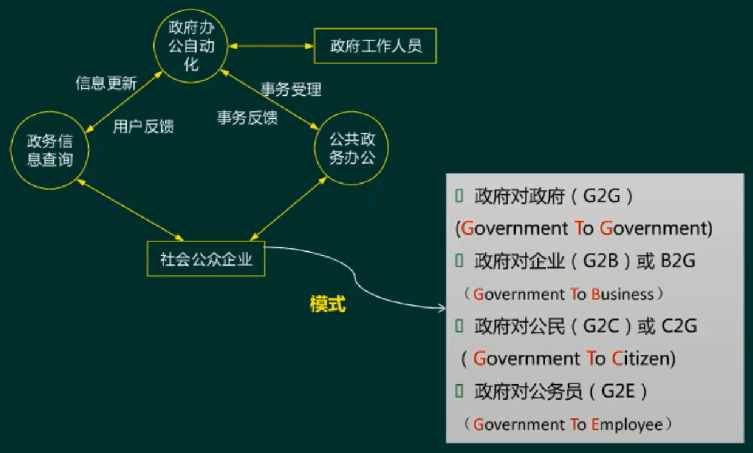 政府办
公自动
化
政府工作人员
信息更新
事务受理
用户反馈
事务反馈
政务信
息查询
公共政
务办公
社会公众企业
模式
政府对政府（G2G）
(Government To Government)
政府对企业（G2B）或 B2G
（Government To Business）
政府对公民（G2C）或 C2G
（ Government To Citizen)
政府对公务员（G2E）
（Government To Employee）